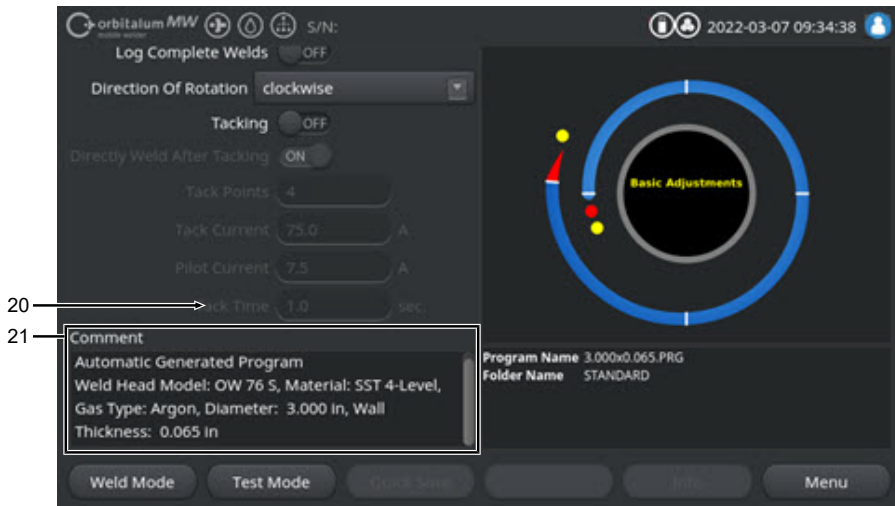 orbitalum MW
mobile welder
S/N:
2022-03-07 09:34:38
Log Complete Welds OFF
Direction Of Rotation clockwise
Tacking OFF
Directly Weld After Tacking ON
Tack Points 4
Tack Current 75.0 A
Pilot Current 7.5 A
20
Tack Time 1.0 sec.
21
Comment
Automatic Generated Program
Weld Head Model: OW 76 S, Material: SST 4-Level,
Gas Type: Argon, Diameter: 3.000 in, Wall
Thickness: 0.065 in
Basic Adjustments
Program Name 3.000x0.065.PRG
Folder Name STANDARD
Weld Mode
Test Mode
Quick Save
Info
Menu